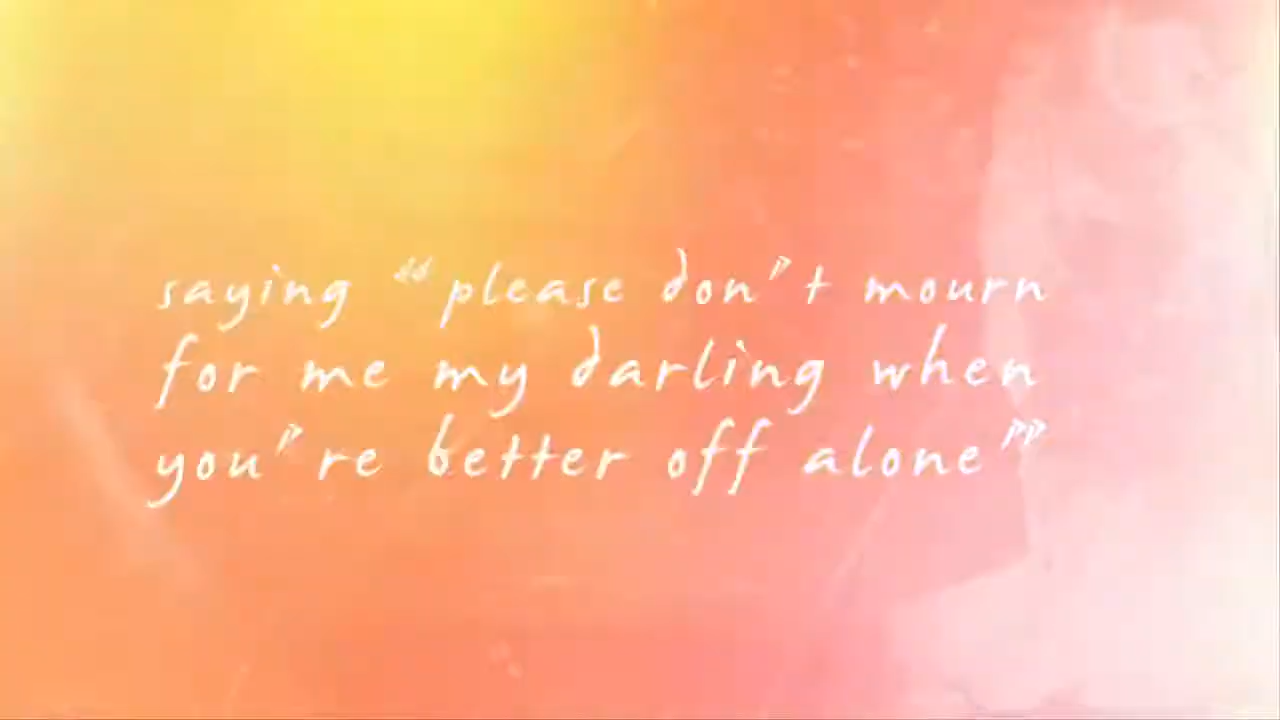 saying “please don’t mourn
for me my darling when
you’re better off alone”